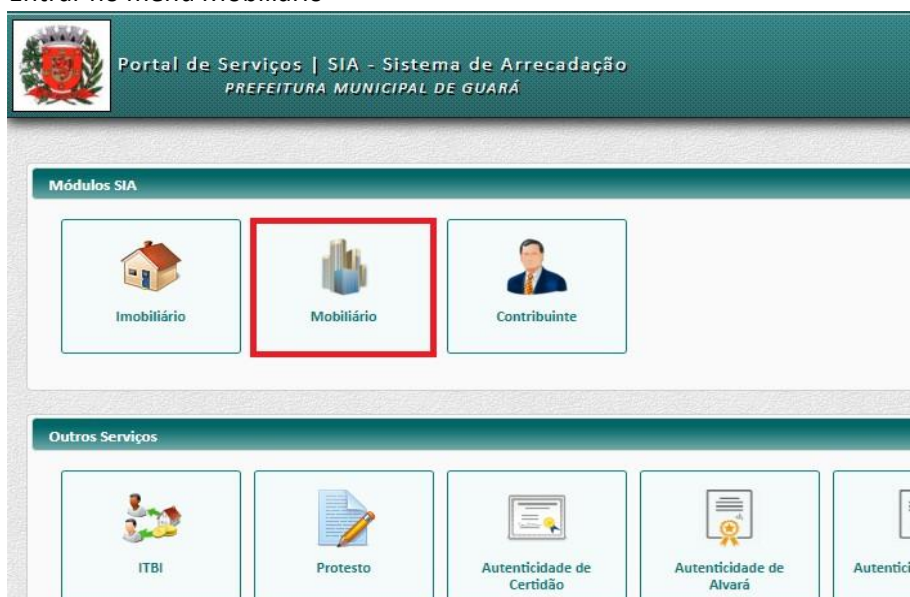 Entrar no menu Mobiliário
Portal de Serviços | SIA - Sistema de Arrecadação
PREFEITURA MUNICIPAL DE GUARÁ
Módulos SIA
Imobiliário
Mobiliário
Contribuinte
Outros Serviços
ITBI
Protesto
Autenticidade de
Certidão
Autenticidade de
Alvará